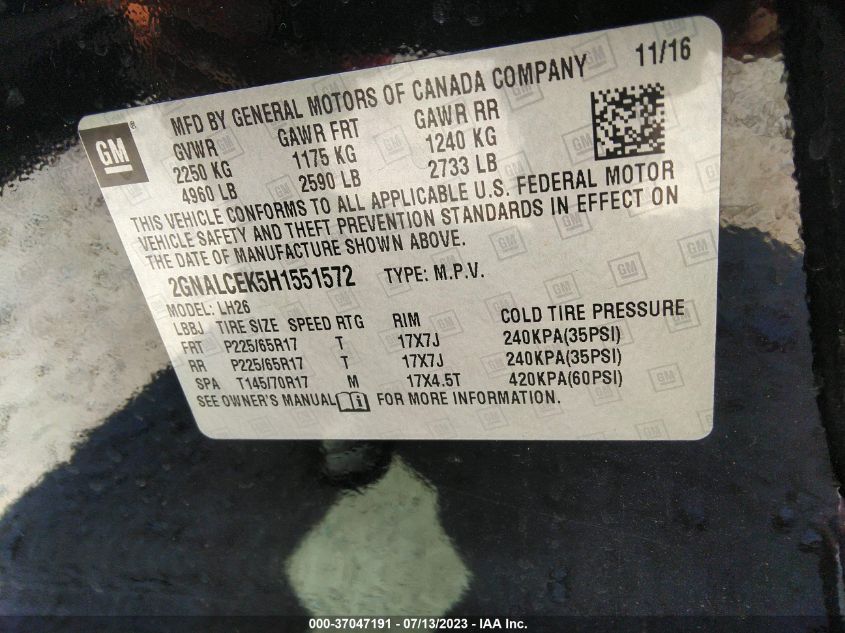 11/16
MFD BY GENERAL MOTORS OF CANADA COMPANY
GM ®
GVWR GAWR FRT GAWR RR
2250 KG 1175 KG 1240 KG
4960 LB 2590 LB 2733 LB
THIS VEHICLE CONFORMS TO ALL APPLICABLE U.S. FEDERAL MOTOR
VEHICLE SAFETY AND THEFT PREVENTION STANDARDS IN EFFECT ON
THE DATE OF MANUFACTURE SHOWN ABOVE.
2GNALCEK5H1551572 TYPE: M.P.V.
MODEL: LH26
LBBJ TIRE SIZE SPEED RTG RIM COLD TIRE PRESSURE
FRT P225/65R17 T 17X7J 240KPA(35PSI)
RR P225/65R17 T 17X7J 240KPA(35PSI)
SPA T145/70R17 M 17X4.5T 420KPA(60PSI)
SEE OWNER'S MANUAL i FOR MORE INFORMATION.
000-37047191 - 07/13/2023 - IAA Inc.